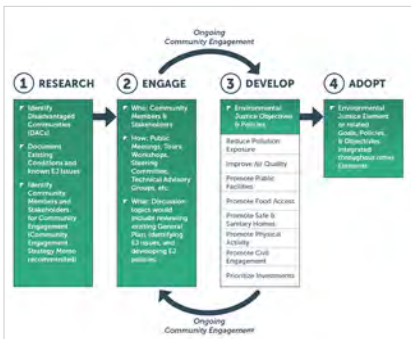 Ongoing
Community Engagement
1 RESEARCH
Identify
Disadvantaged
Communities
(DACs)
Document
Existing
Conditions and
known EJ Issues
Identify
Community
Members and
Stakeholders
for Community
Engagement
(Community
Engagement
Strategy Memo
recommended)
2 ENGAGE
Who: Community
Members &
Stakeholders
How: Public
Meetings, Tours,
Workshops,
Steering
Committee,
Technical Advisory
Groups, etc.
What: Discussion
topics would
include reviewing
existing General
Plan, identifying
EJ issues, and
developing EJ
policies.
3 DEVELOP
Environmental
Justice Objectives
& Policies
Reduce Pollution
Exposure
Improve Air Quality
Promote Public
Facilities
Promote Food Access
Promote Safe &
Sanitary Homes
Promote Physical
Activity
Promote Civil
Engagement
Prioritize Investments
4 ADOPT
Environmental
Justice Element
or related
Goals, Policies,
& Objectives
integrated
throughout other
Elements
Ongoing
Community Engagement